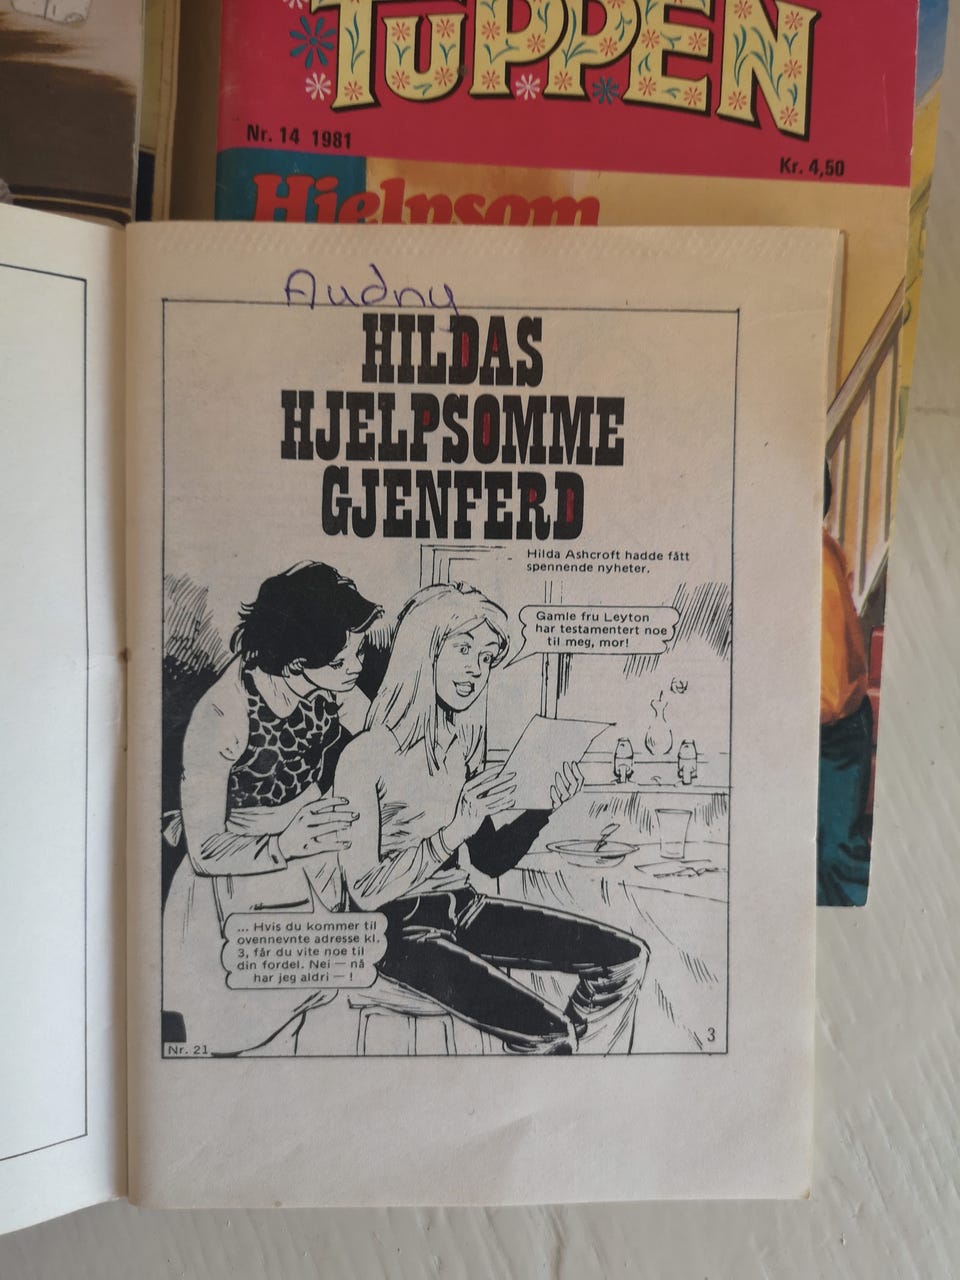 TUPPEN
Nr. 14 1981
Kr. 4,50
Hjelpsom
Audny
HILDAS
HJELPSOMME
GJENFERD
Hilda Ashcroft hadde fått
spennende nyheter.
Gamle fru Leyton
har testamentert noe
til meg, mor!
... Hvis du kommer til
ovennevnte adresse kl.
3, får du vite noe til
din fordel. Nei — nå
har jeg aldri — !
Nr. 21
3